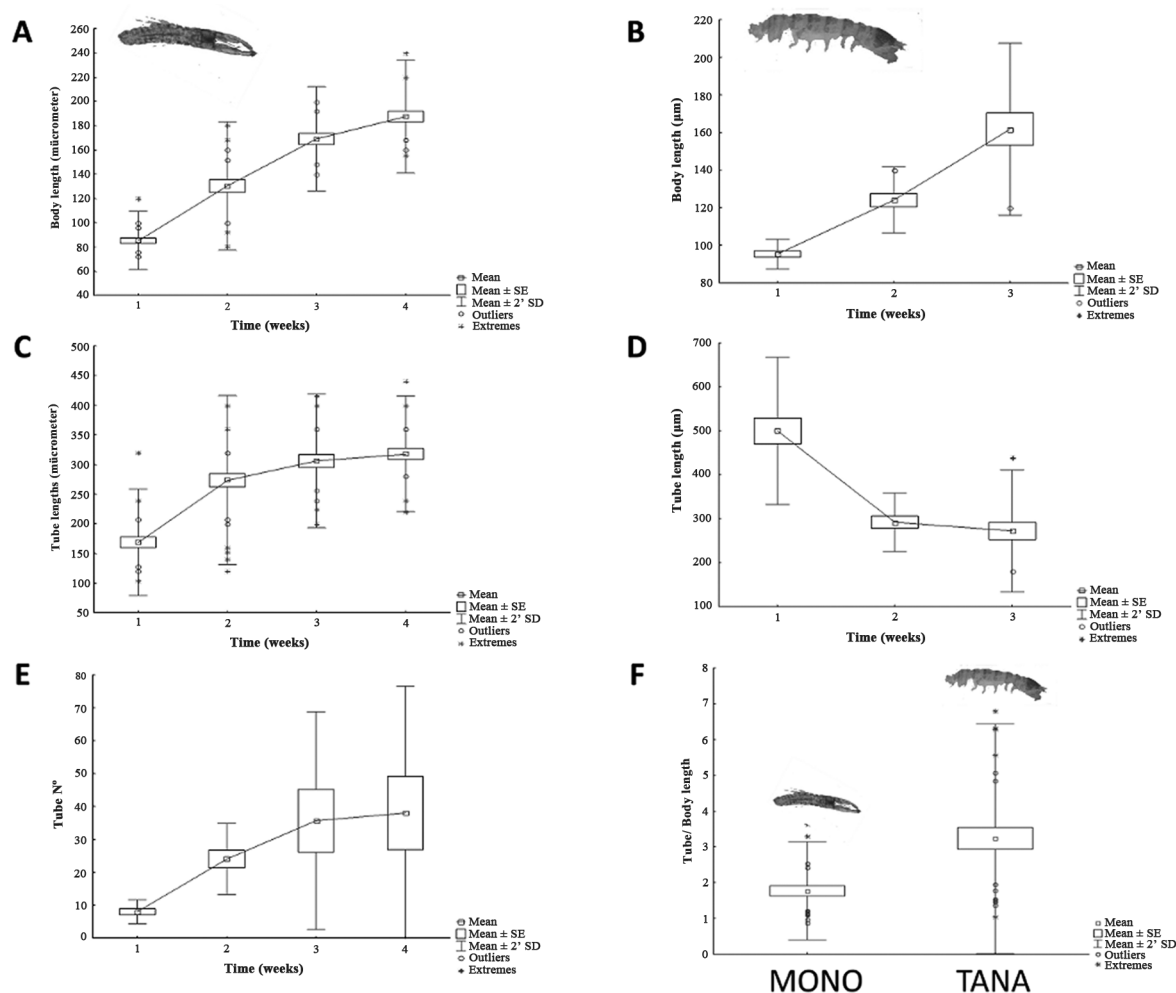 A
Body length (mücrometer)
260
240
220
200
180
160
140
120
100
80
60
40
1 2 3 4
Time (weeks)
Mean
Mean ± SE
Mean ± 2' SD
Outliers
Extremes
B
Body length (µm)
220
200
180
160
140
120
100
80
1 2 3
Time (weeks)
Mean
Mean ± SE
Mean ± 2' SD
Outliers
Extremes
C
Tube lengths (mücrometer)
500
450
400
350
300
250
200
150
100
50
1 2 3 4
Time (weeks)
Mean
Mean ± SE
Mean ± 2' SD
Outliers
Extremes
D
Tube length (µm)
700
600
500
400
300
200
100
1 2 3
Time (weeks)
Mean
Mean ± SE
Mean ± 2' SD
Outliers
Extremes
E
Tube Nº
80
70
60
50
40
30
20
10
0
1 2 3 4
Time (weeks)
Mean
Mean ± SE
Mean ± 2' SD
Outliers
Extremes
F
Tube/ Body length
8
7
6
5
4
3
2
1
0
MONO TANA
Mean
Mean ± SE
Mean ± 2' SD
Outliers
Extremes